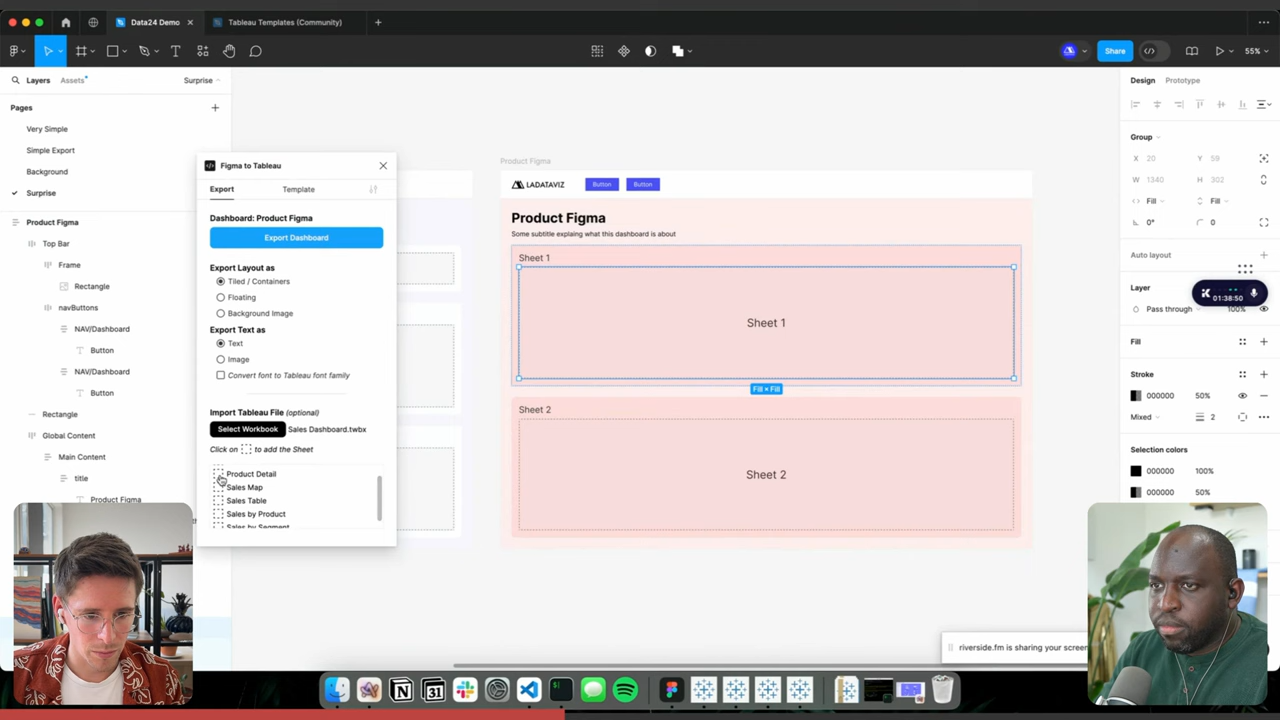 Data24 Demo
Tableau Templates (Community)
Share
55%
Layers
Assets
Surprise
Pages
Very Simple
Simple Export
Background
Surprise
Product Figma
Top Bar
Frame
Rectangle
navButtons
NAV/Dashboard
Button
NAV/Dashboard
Button
Rectangle
Global Content
Main Content
title
Product Figma
Figma to Tableau
Export
Template
Dashboard: Product Figma
Export Dashboard
Export Layout as
Tiled / Containers
Floating
Background Image
Export Text as
Text
Image
Convert font to Tableau font family
Import Tableau File (optional)
Select Workbook
Sales Dashboard.twbx
Click on to add the Sheet
Product Detail
Sales Map
Sales Table
Sales by Product
Sales by Segment
Product Figma
LADATAVIZ
Button
Button
Product Figma
Some subtitle explaing what this dashboard is about
Sheet 1
Sheet 1
Fill × Fill
Sheet 2
Sheet 2
Design
Prototype
Group
X 20
Y 59
W 1340
H 302
Fill
Fill
0°
0
Auto layout
Layer
01:38:50
Pass through
100%
Fill
Stroke
000000
50%
Mixed
2
Selection colors
000000
100%
000000
50%
riverside.fm is sharing your screen
31